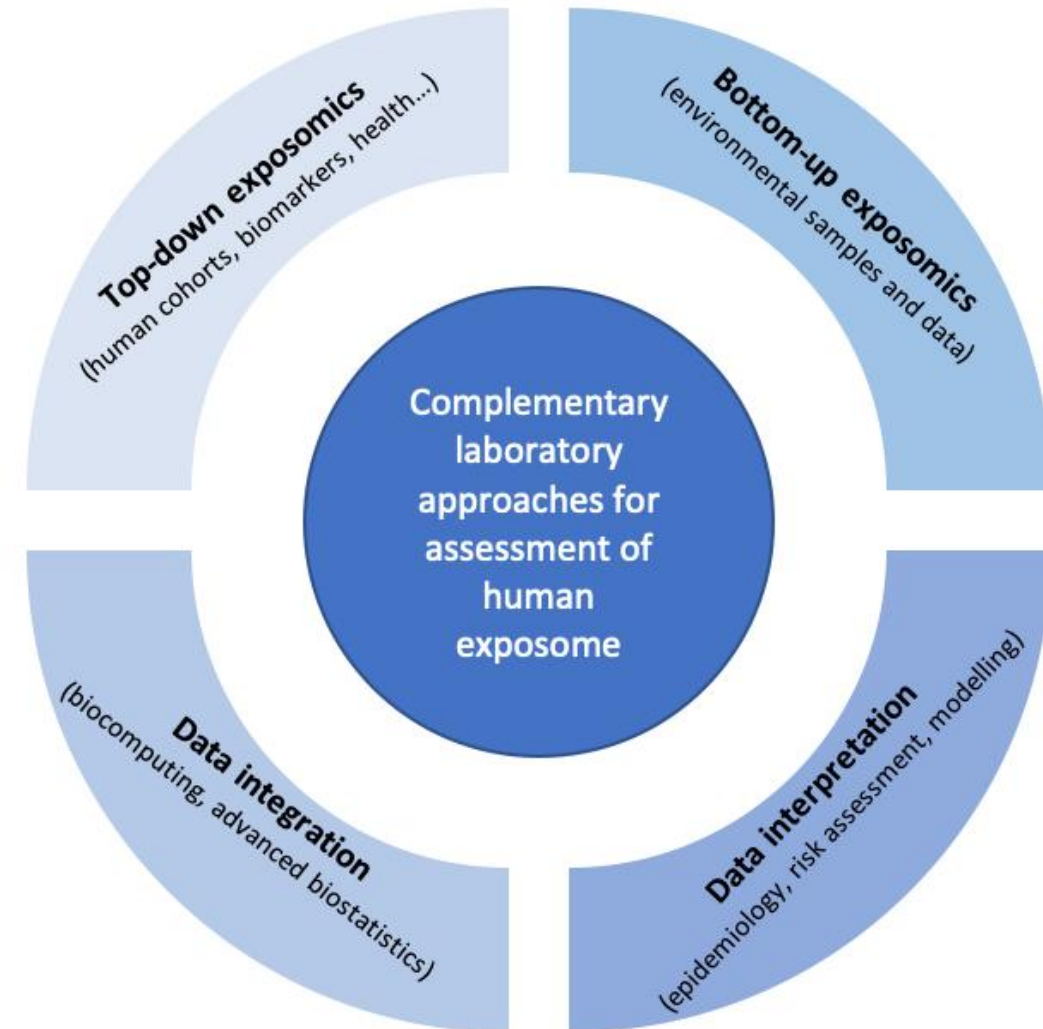 Top-down exposomics
(human cohorts, biomarkers, health...)
Bottom-up exposomics
(environmental samples and data)
Complementary
laboratory
approaches for
assessment of
human
exposome
Data integration
(biocomputing, advanced biostatistics)
Data interpretation
(epidemiology, risk assessment, modelling)